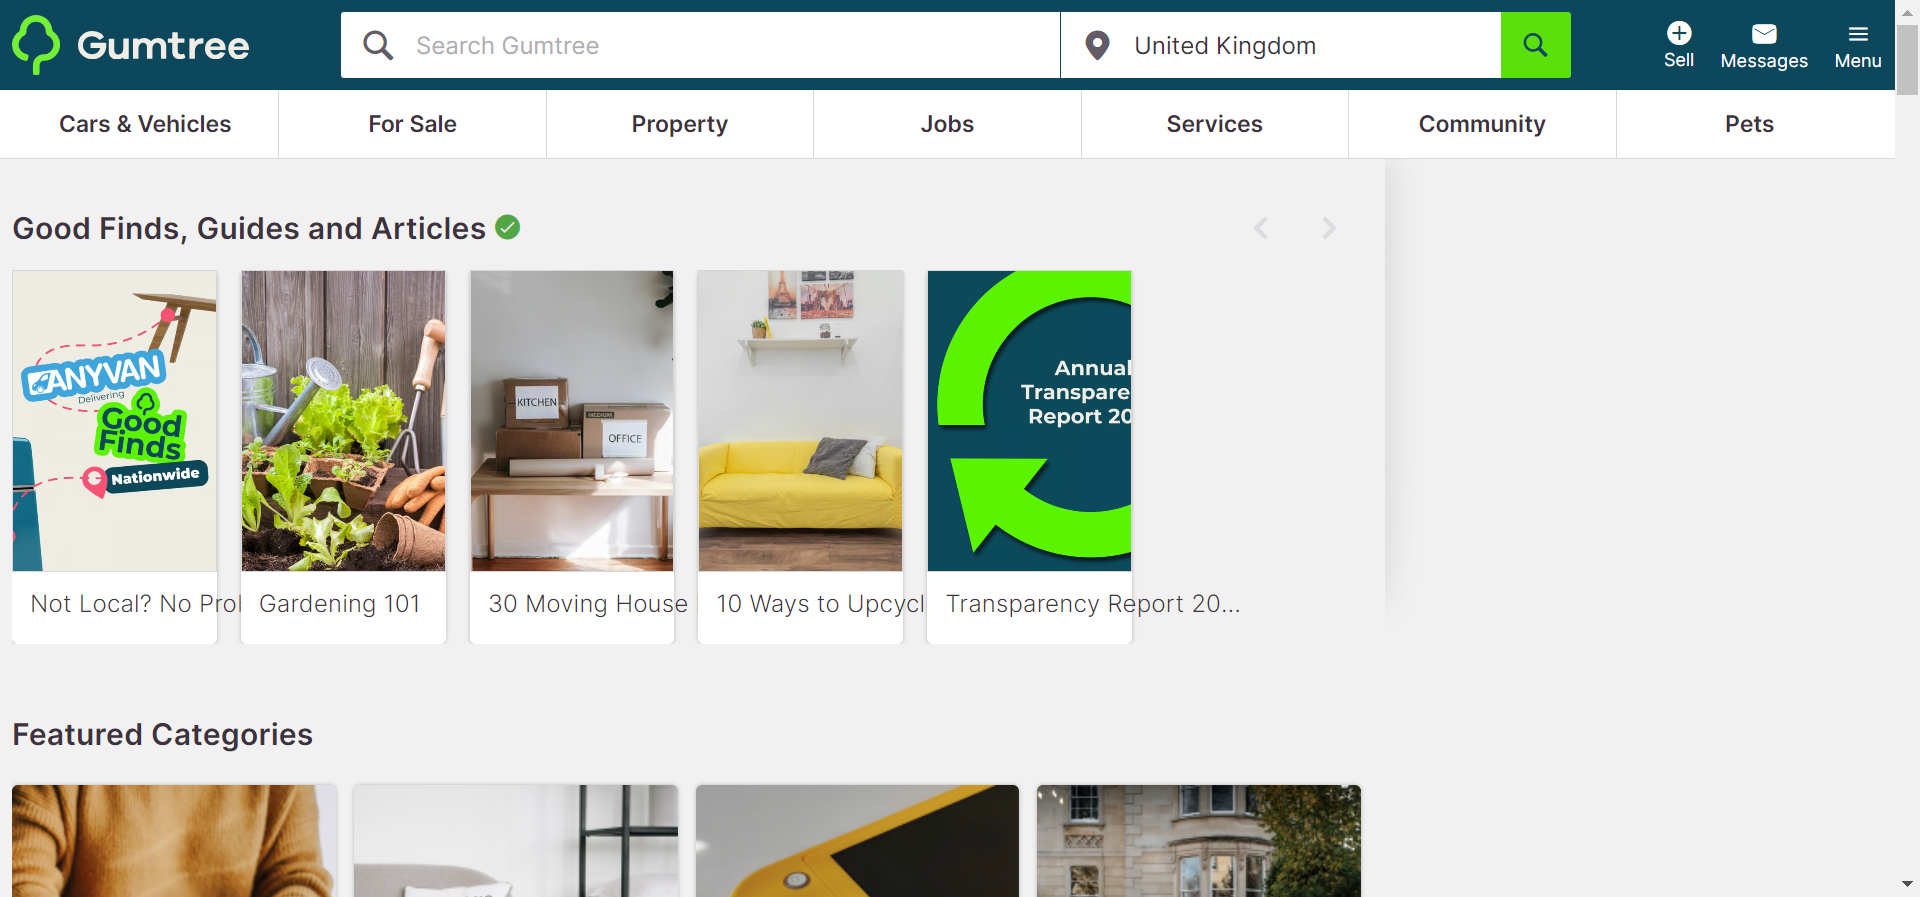 Gumtree
Search Gumtree
United Kingdom
Sell
Messages
Menu
Cars & Vehicles
For Sale
Property
Jobs
Services
Community
Pets
Good Finds, Guides and Articles
ANYVAN
Delivering
Good
Finds
Nationwide
KITCHEN
MEDIUM
OFFICE
Annual
Transpare
Report 20
Not Local? No Pro
Gardening 101
30 Moving House
10 Ways to Upcycl
Transparency Report 20...
Featured Categories